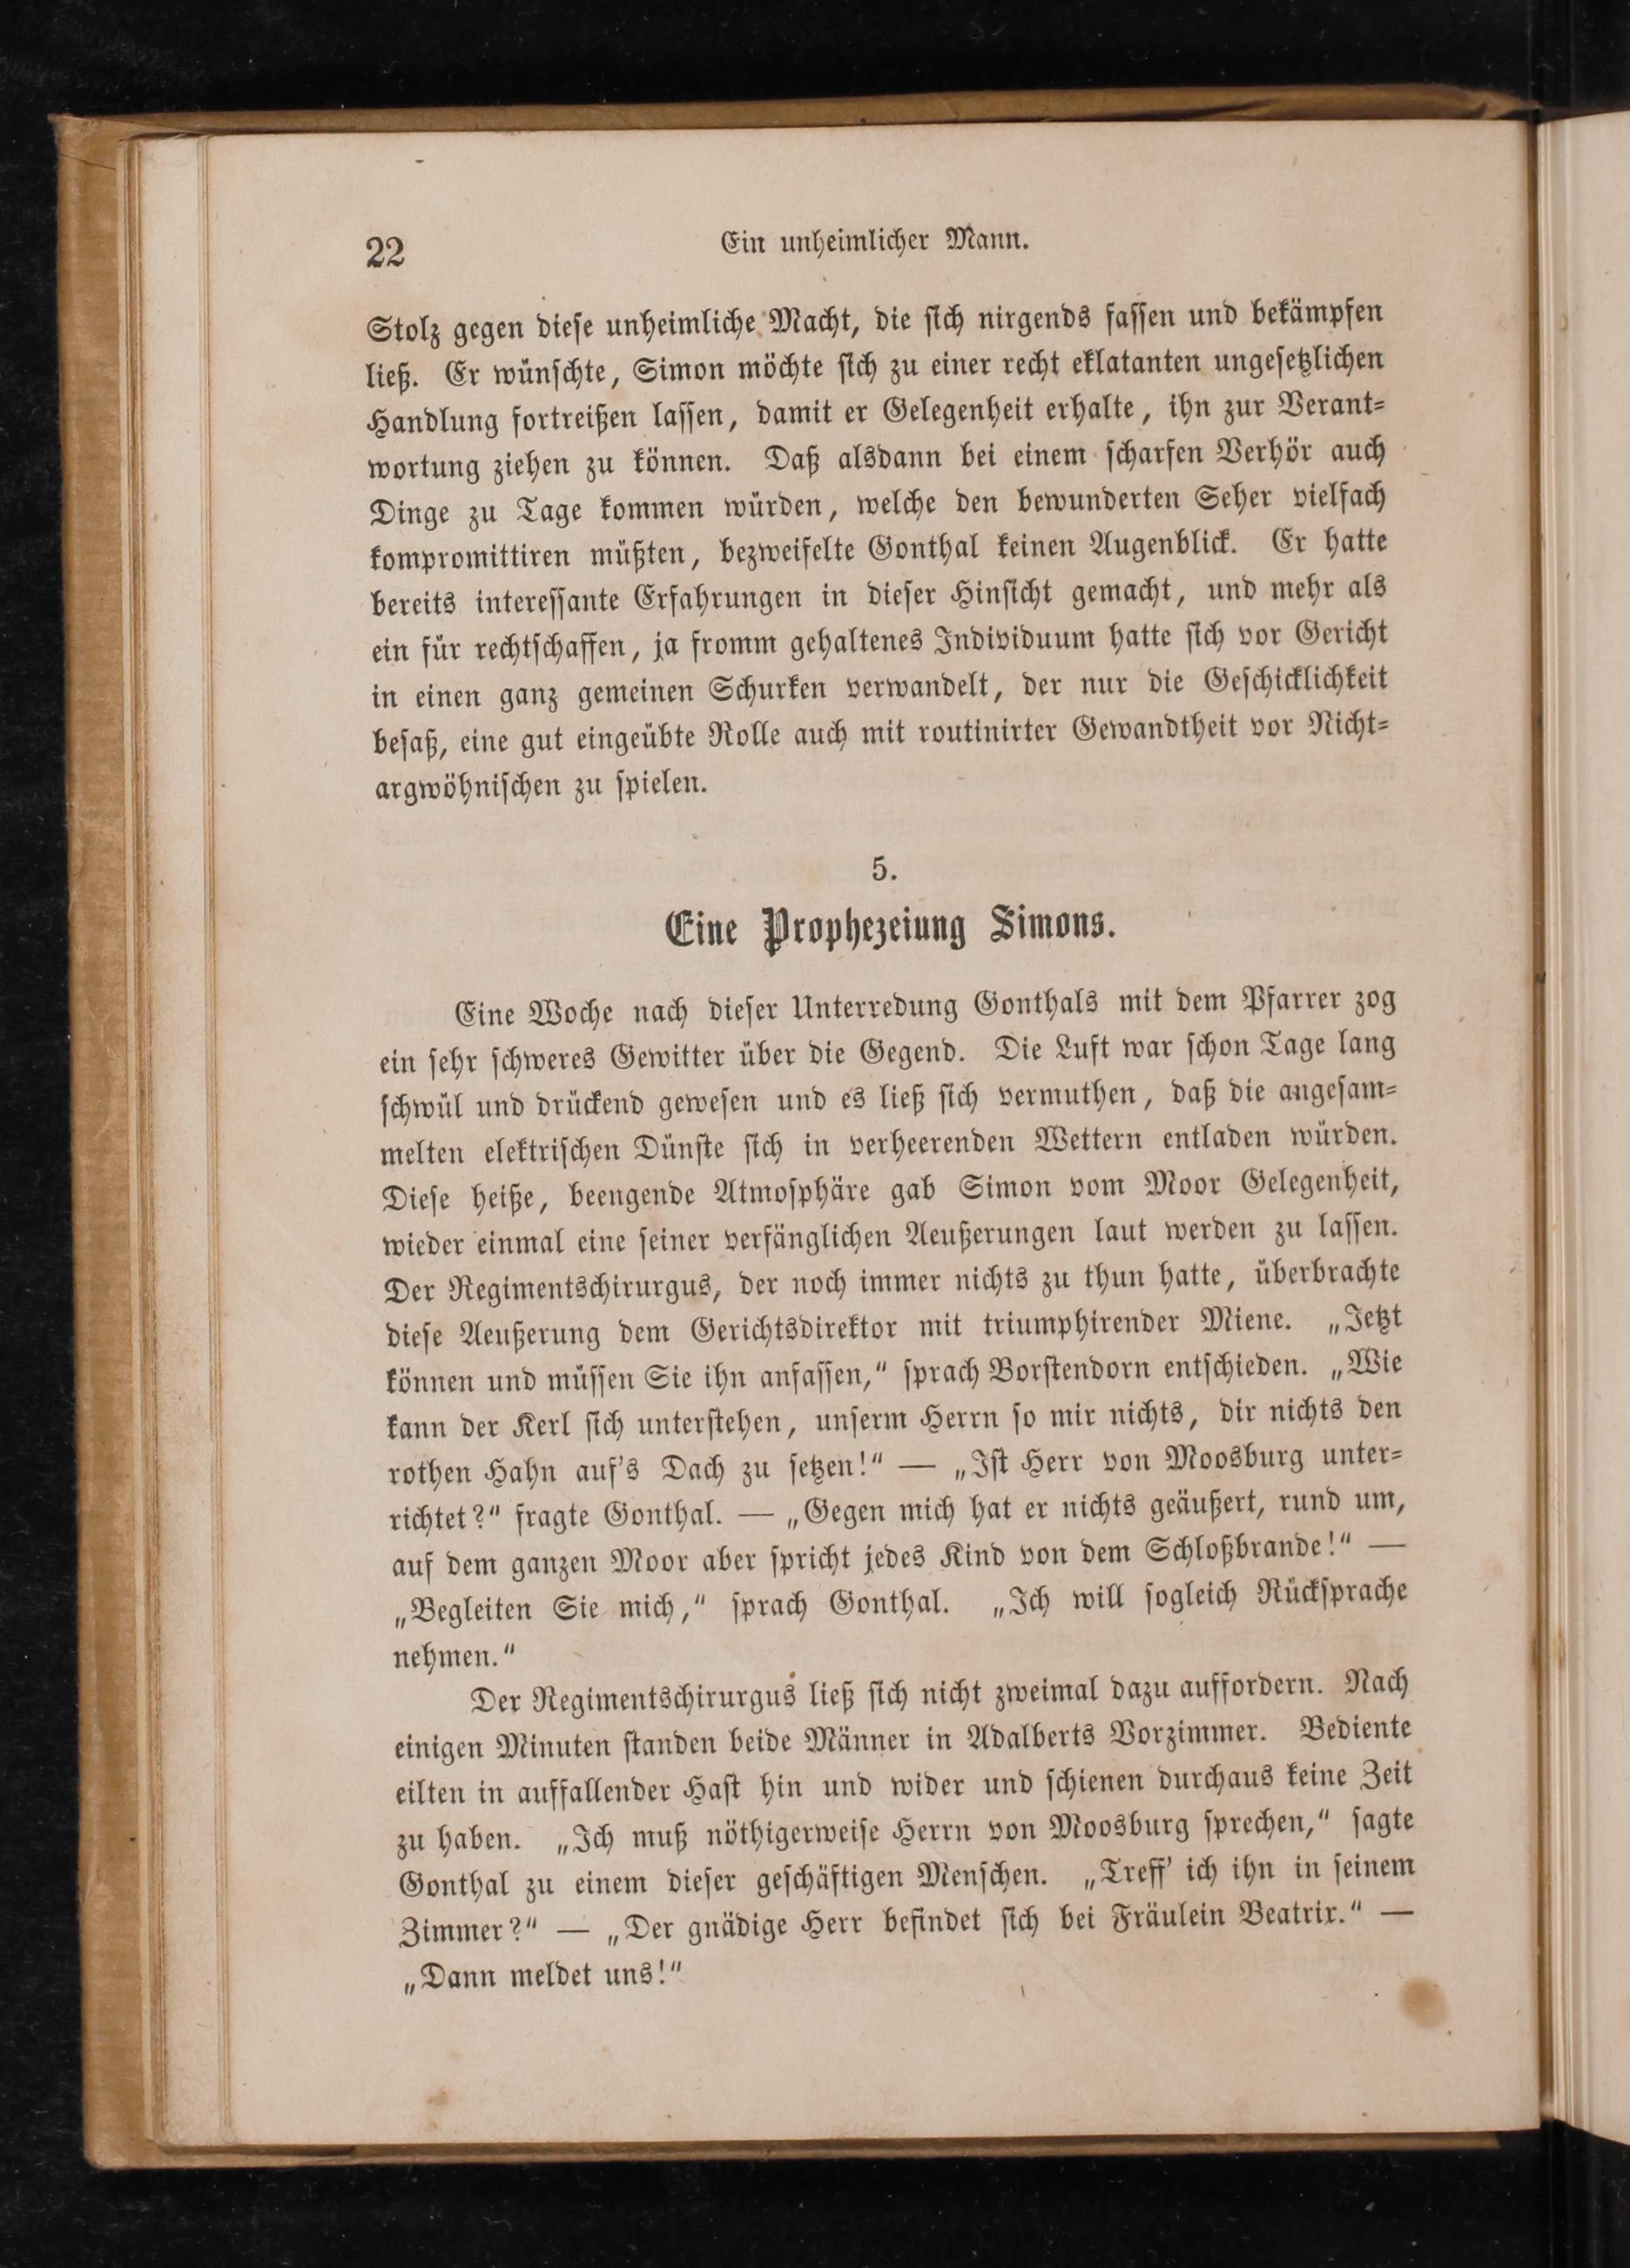 22
Ein unheimlicher Mann.
Stolz gegen diese unheimliche Macht, die sich nirgends fassen und bekämpfen
ließ. Er wünschte, Simon möchte sich zu einer recht eklatanten ungesetzlichen
Handlung fortreißen lassen, damit er Gelegenheit erhalte, ihn zur Verant-
wortung ziehen zu können. Daß alsdann bei einem scharfen Verhör auch
Dinge zu Tage kommen würden, welche den bewunderten Seher vielfach
kompromittiren müßten, bezweifelte Gonthal keinen Augenblick. Er hatte
bereits interessante Erfahrungen in dieser Hinsicht gemacht, und mehr als
ein für rechtschaffen, ja fromm gehaltenes Individuum hatte sich vor Gericht
in einen ganz gemeinen Schurken verwandelt, der nur die Geschicklichkeit
besaß, eine gut eingeübte Rolle auch mit routinirter Gewandtheit vor Nicht-
argwöhnischen zu spielen.
5.
Eine Prophezeiung Simons.
Eine Woche nach dieser Unterredung Gonthals mit dem Pfarrer zog
ein sehr schweres Gewitter über die Gegend. Die Luft war schon Tage lang
schwül und drückend gewesen und es ließ sich vermuthen, daß die angesam-
melten elektrischen Dünste sich in verheerenden Wettern entladen würden.
Diese heiße, beengende Atmosphäre gab Simon vom Moor Gelegenheit,
wieder einmal eine seiner verfänglichen Aeußerungen laut werden zu lassen.
Der Regimentschirurgus, der noch immer nichts zu thun hatte, überbrachte
diese Aeußerung dem Gerichtsdirektor mit triumphirender Miene. „Jetzt
können und müssen Sie ihn anfassen,“ sprach Borstendorn entschieden. „Wie
kann der Kerl sich unterstehen, unserm Herrn so mir nichts, dir nichts den
rothen Hahn auf's Dach zu setzen!“ — „Ist Herr von Moosburg unter-
richtet?“ fragte Gonthal. — „Gegen mich hat er nichts geäußert, rund um,
auf dem ganzen Moor aber spricht jedes Kind von dem Schloßbrande!“ —
„Begleiten Sie mich,“ sprach Gonthal. „Ich will sogleich Rücksprache
nehmen.“
Der Regimentschirurgus ließ sich nicht zweimal dazu auffordern. Nach
einigen Minuten standen beide Männer in Adalberts Vorzimmer. Bediente
eilten in auffallender Hast hin und wider und schienen durchaus keine Zeit
zu haben. „Ich muß nöthigerweise Herrn von Moosburg sprechen,“ sagte
Gonthal zu einem dieser geschäftigen Menschen. „Treff' ich ihn in seinem
Zimmer?“ — „Der gnädige Herr befindet sich bei Fräulein Beatrix.“ —
„Dann meldet uns!“